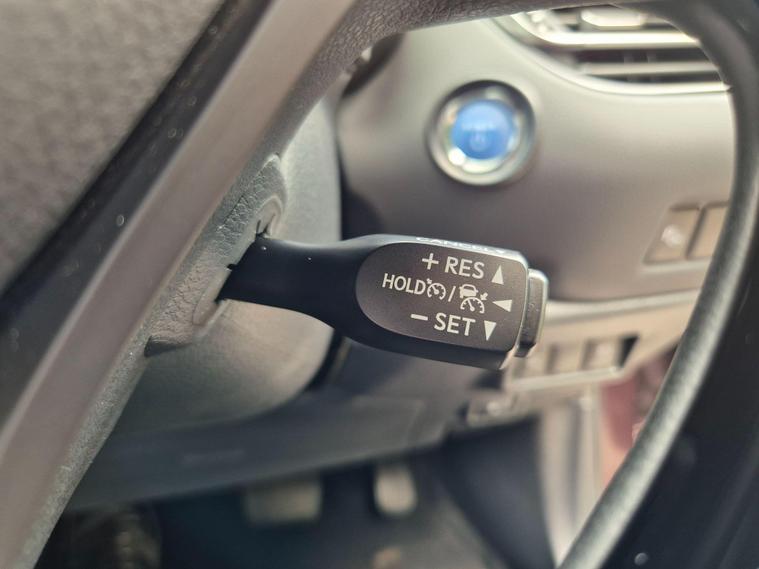 + RES ▲
HOLD / ◀
− SET ▼